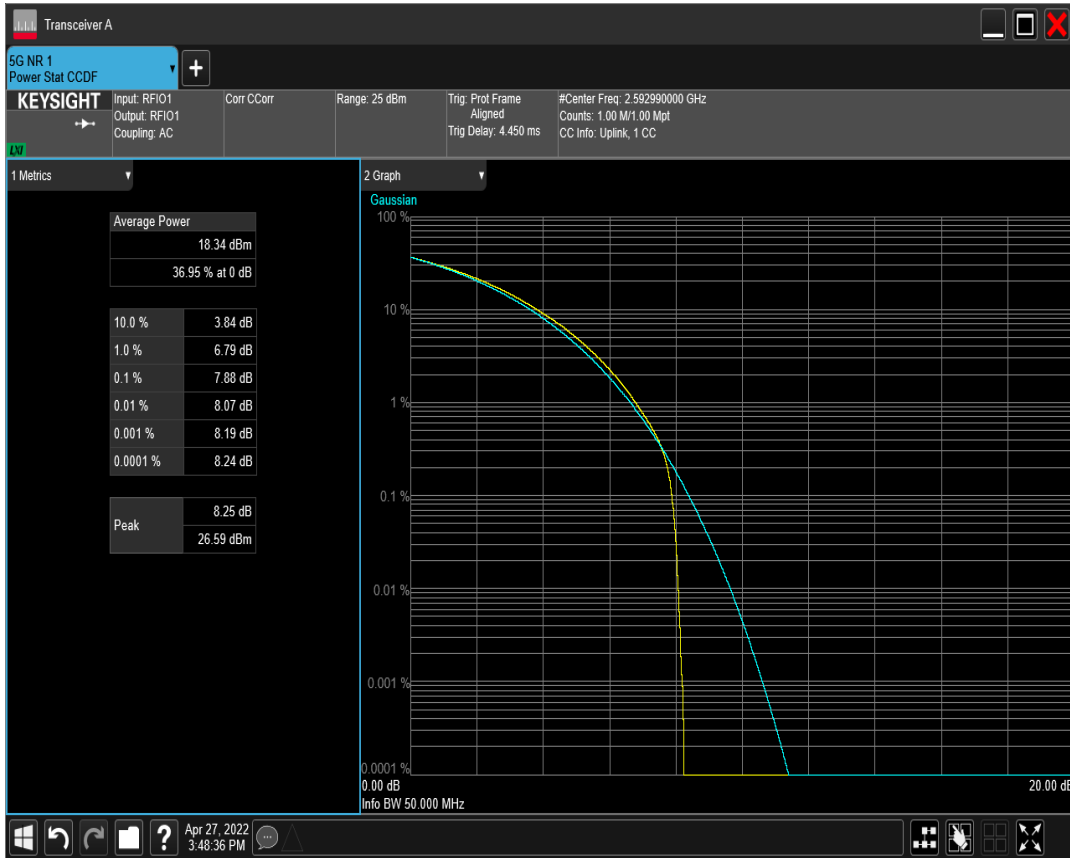 Transceiver A
5G NR 1
Power Stat CCDF
KEYSIGHT
LXI
Input: RFIO1
Output: RFIO1
Coupling: AC
Corr CCorr
Range: 25 dBm
Trig: Prot Frame
Aligned
Trig Delay: 4.450 ms
#Center Freq: 2.592990000 GHz
Counts: 1.00 M/1.00 Mpt
CC Info: Uplink, 1 CC
1 Metrics
Average Power
18.34 dBm
36.95 % at 0 dB
10.0 % 3.84 dB
1.0 % 6.79 dB
0.1 % 7.88 dB
0.01 % 8.07 dB
0.001 % 8.19 dB
0.0001 % 8.24 dB
Peak 8.25 dB
26.59 dBm
2 Graph
Gaussian
100 %
10 %
1 %
0.1 %
0.01 %
0.001 %
0.0001 %
0.00 dB 20.00 dB
Info BW 50.000 MHz
Apr 27, 2022
3:48:36 PM